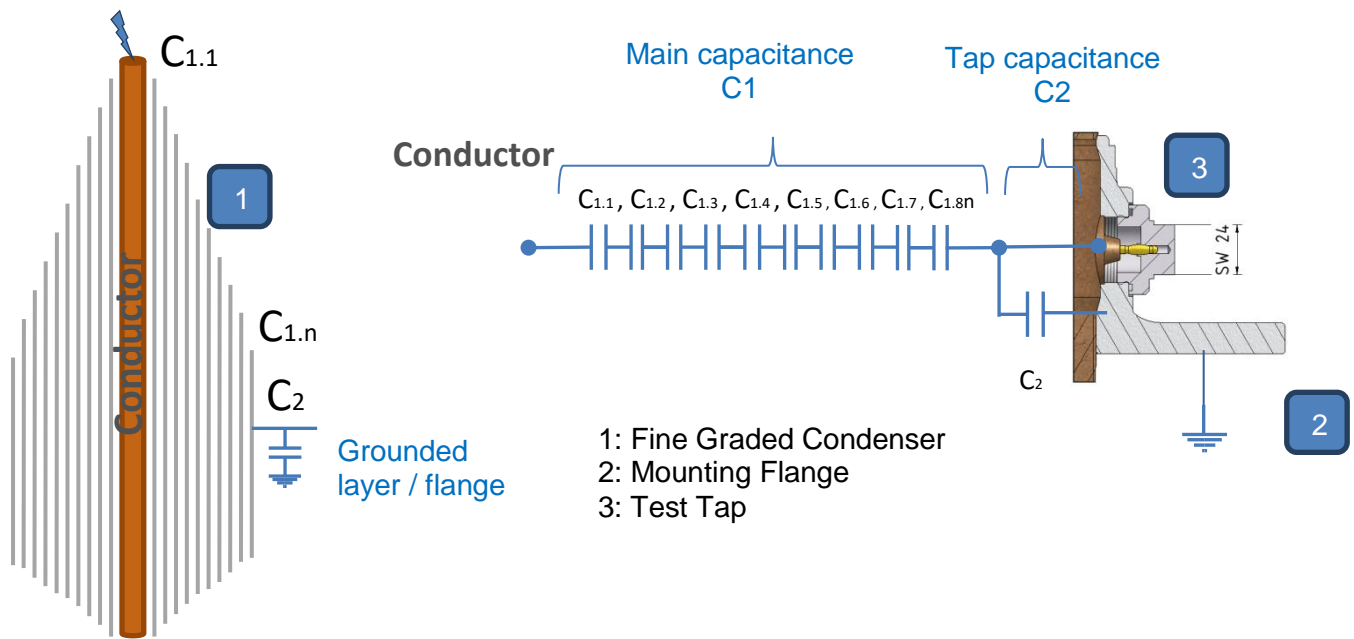 C1.1
1
Conductor
C1.n
C2
Grounded
layer / flange
Main capacitance
C1
Tap capacitance
C2
Conductor
C1.1 , C1.2 , C1.3 , C1.4 , C1.5 , C1.6 , C1.7 , C1.8n
3
SW 24
C2
2
1: Fine Graded Condenser
2: Mounting Flange
3: Test Tap